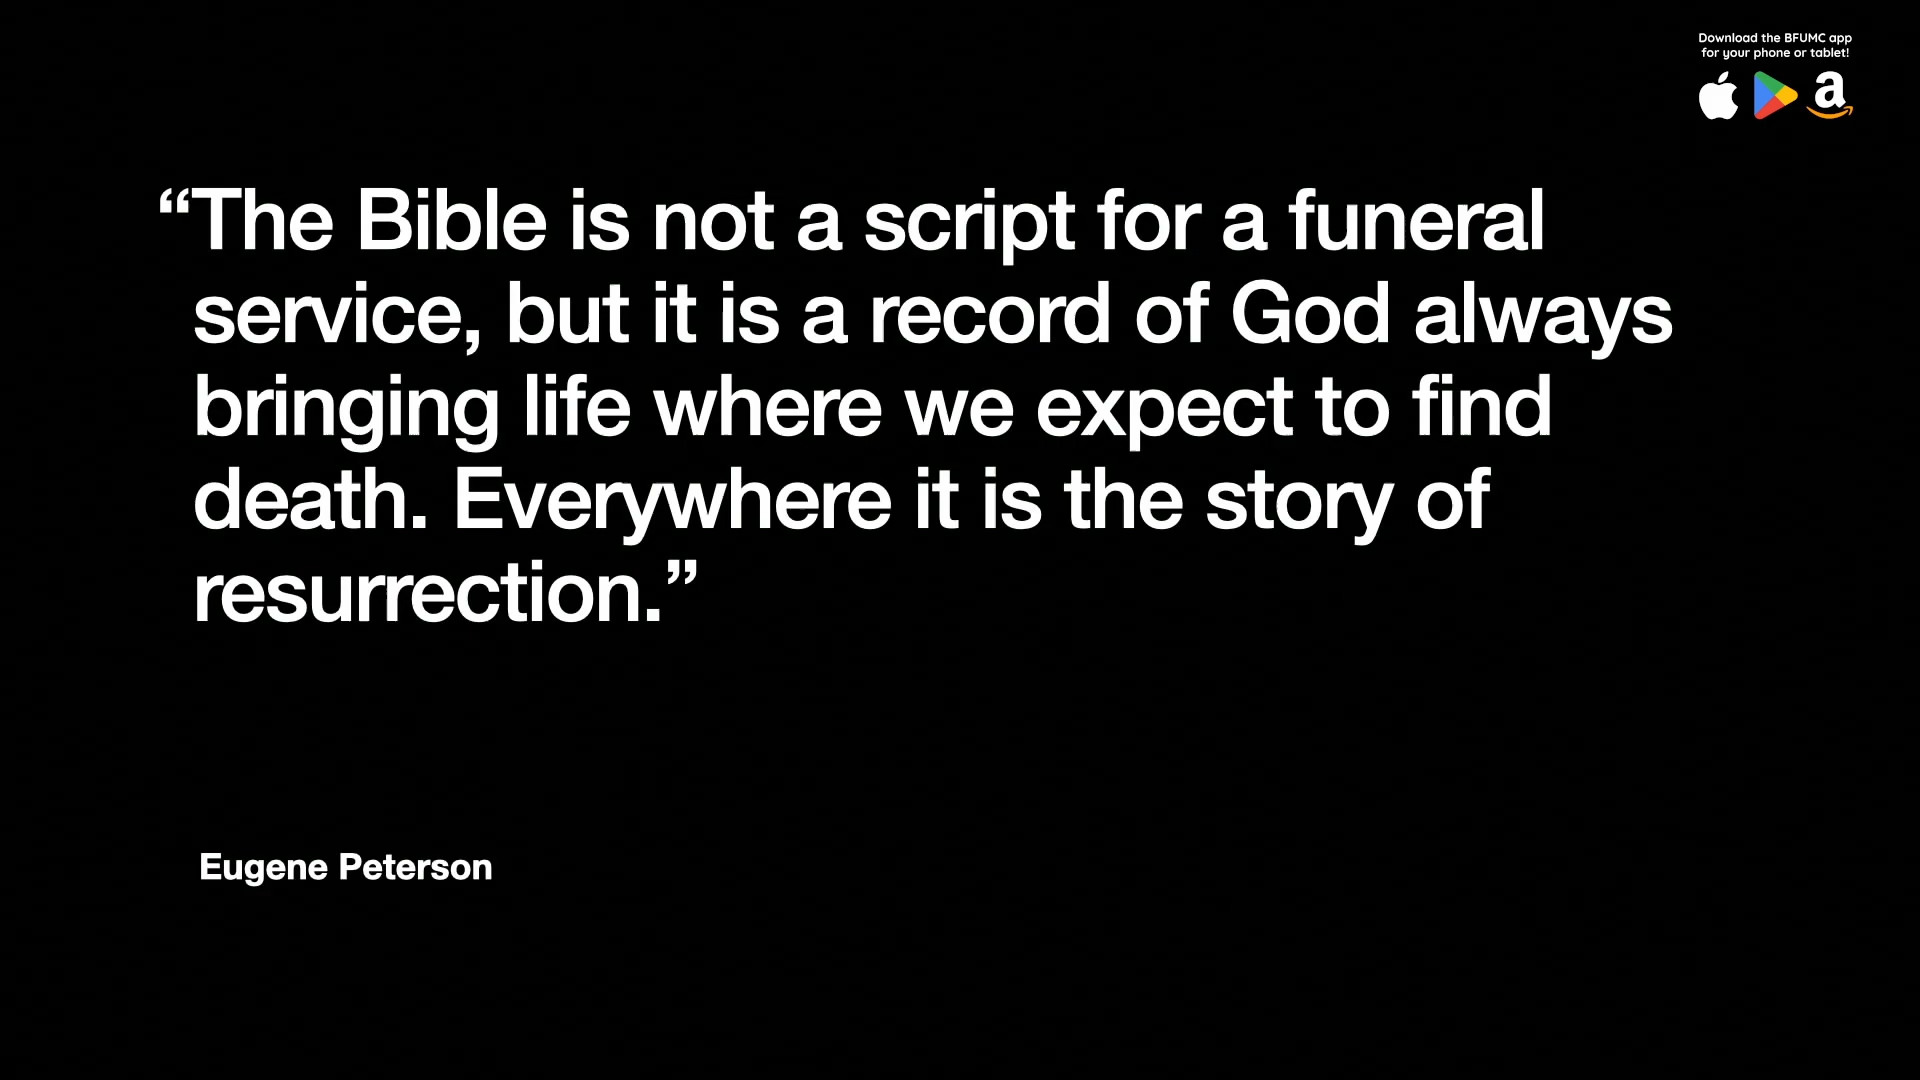 Download the BFUMC app
for your phone or tablet!
“The Bible is not a script for a funeral
service, but it is a record of God always
bringing life where we expect to find
death. Everywhere it is the story of
resurrection.”
Eugene Peterson